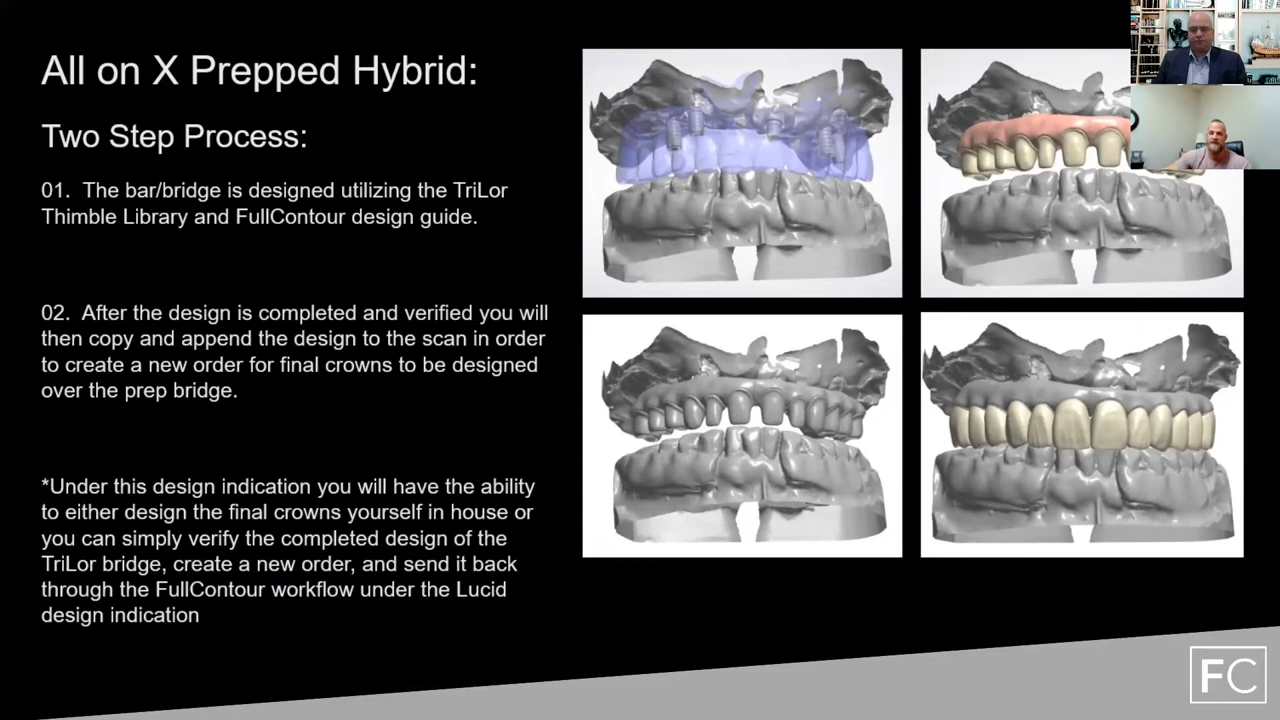 All on X Prepped Hybrid:
Two Step Process:
01. The bar/bridge is designed utilizing the TriLor
Thimble Library and FullContour design guide.
02. After the design is completed and verified you will
then copy and append the design to the scan in order
to create a new order for final crowns to be designed
over the prep bridge.
*Under this design indication you will have the ability
to either design the final crowns yourself in house or
you can simply verify the completed design of the
TriLor bridge, create a new order, and send it back
through the FullContour workflow under the Lucid
design indication
FC